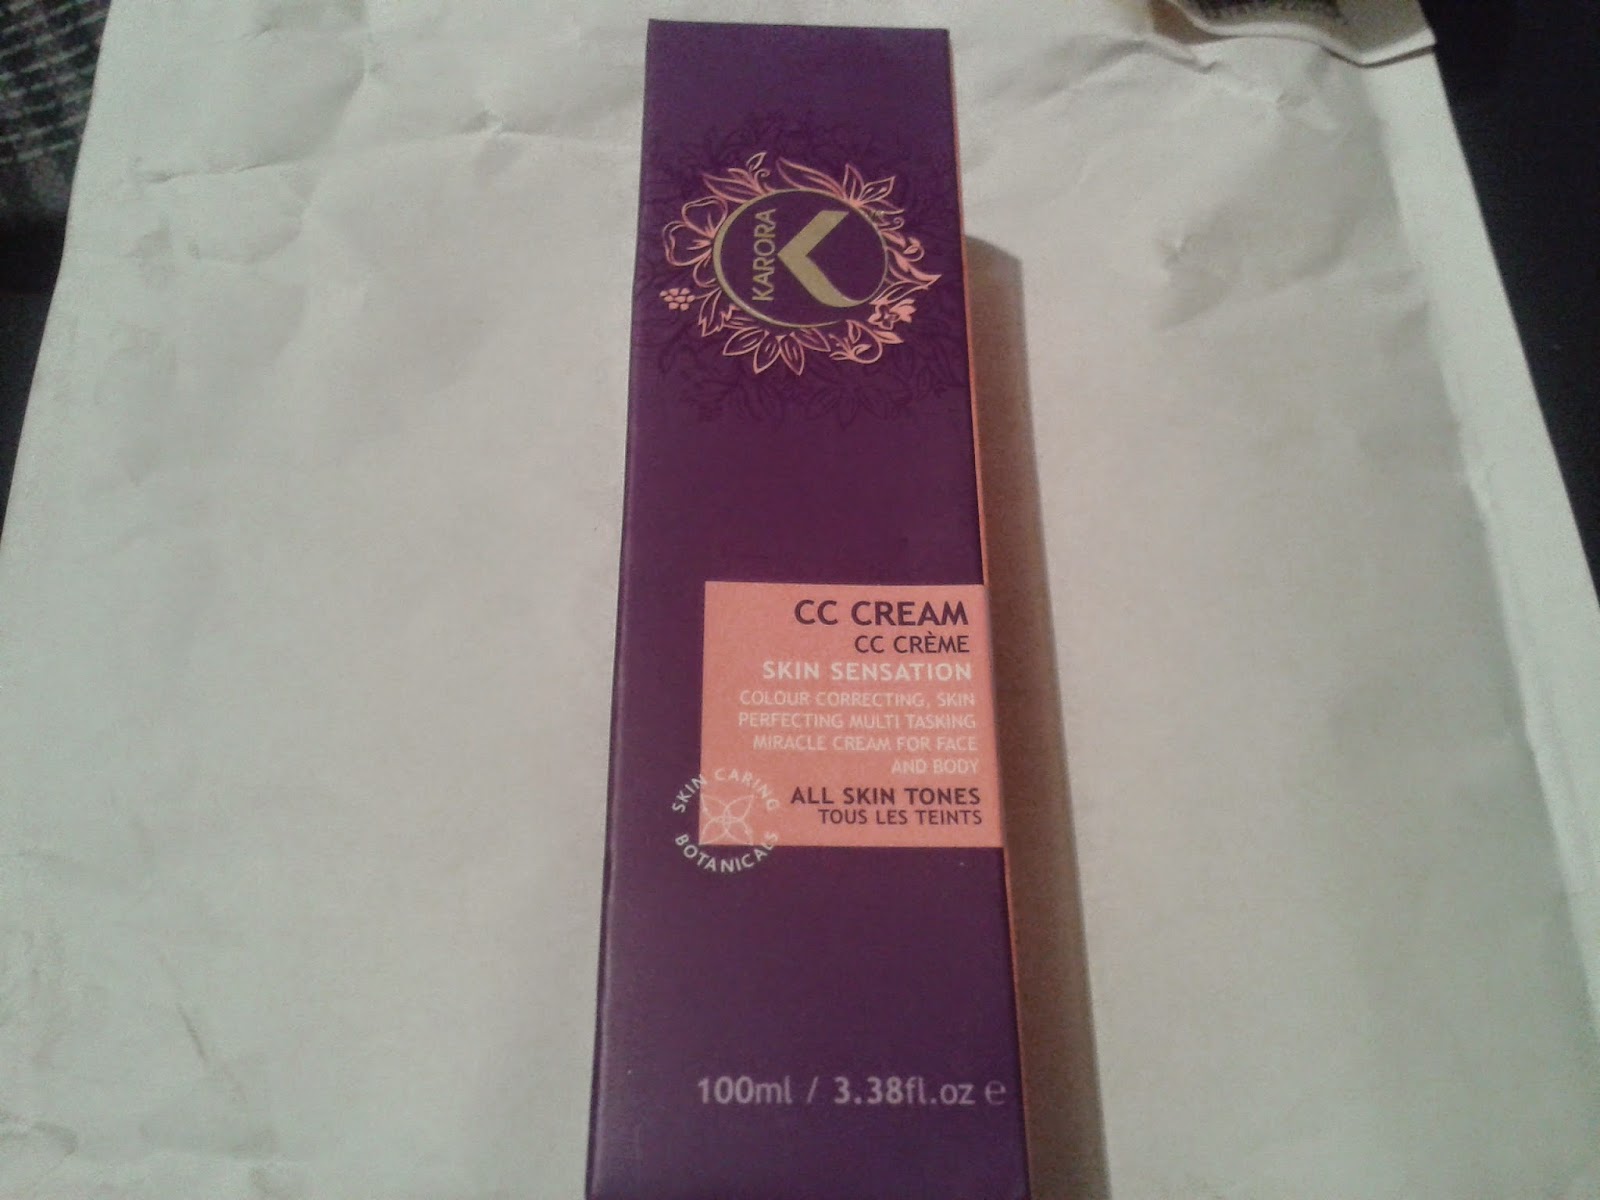 KARORA
CC CREAM
CC CRÈME
SKIN SENSATION
COLOUR CORRECTING, SKIN
PERFECTING MULTI TASKING
MIRACLE CREAM FOR FACE
AND BODY
ALL SKIN TONES
TOUS LES TEINTS
SKIN CARING
BOTANICALS
100ml / 3.38fl.oz ℮